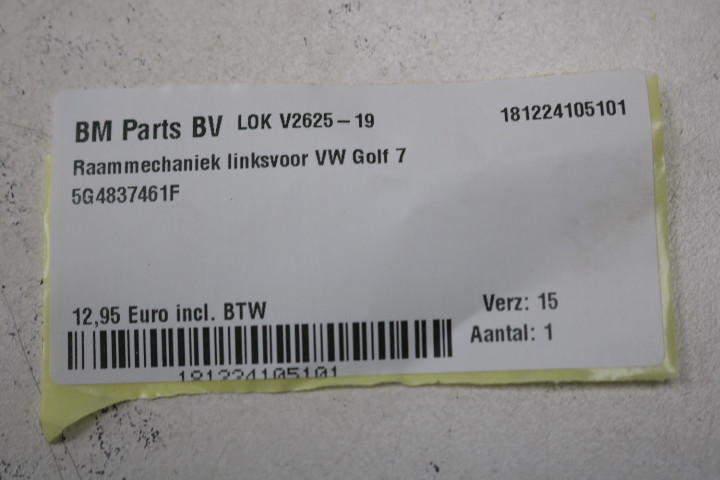 BM Parts BV LOK V2625-19 181224105101
Raammechaniek linksvoor VW Golf 7
5G4837461F
12,95 Euro incl. BTW Verz: 15
Aantal: 1
181224105101